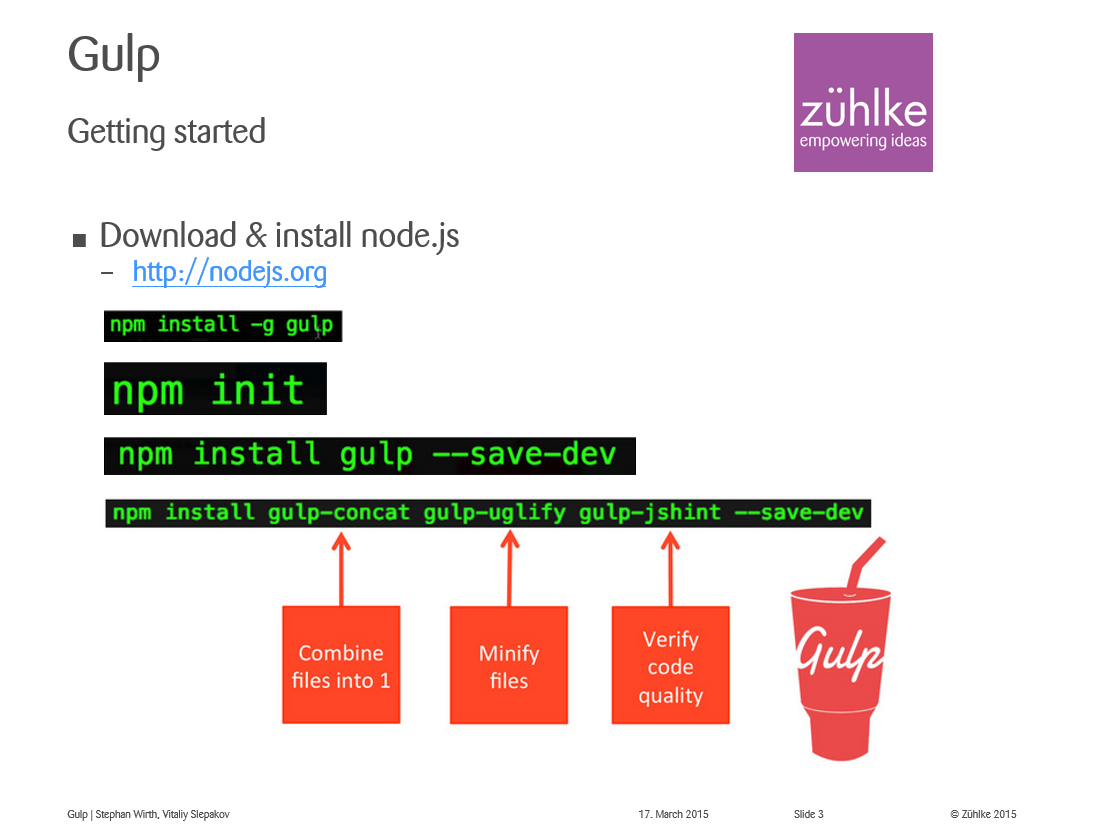 Gulp
zühlke
empowering ideas
Getting started
■ Download & install node.js
– http://nodejs.org
npm install -g gulp
npm init
npm install gulp --save-dev
npm install gulp-concat gulp-uglify gulp-jshint --save-dev
Combine
files into 1
Minify
files
Verify
code
quality
Gulp
Gulp | Stephan Wirth, Vitaliy Slepakov
17. March 2015
Slide 3
© Zühlke 2015